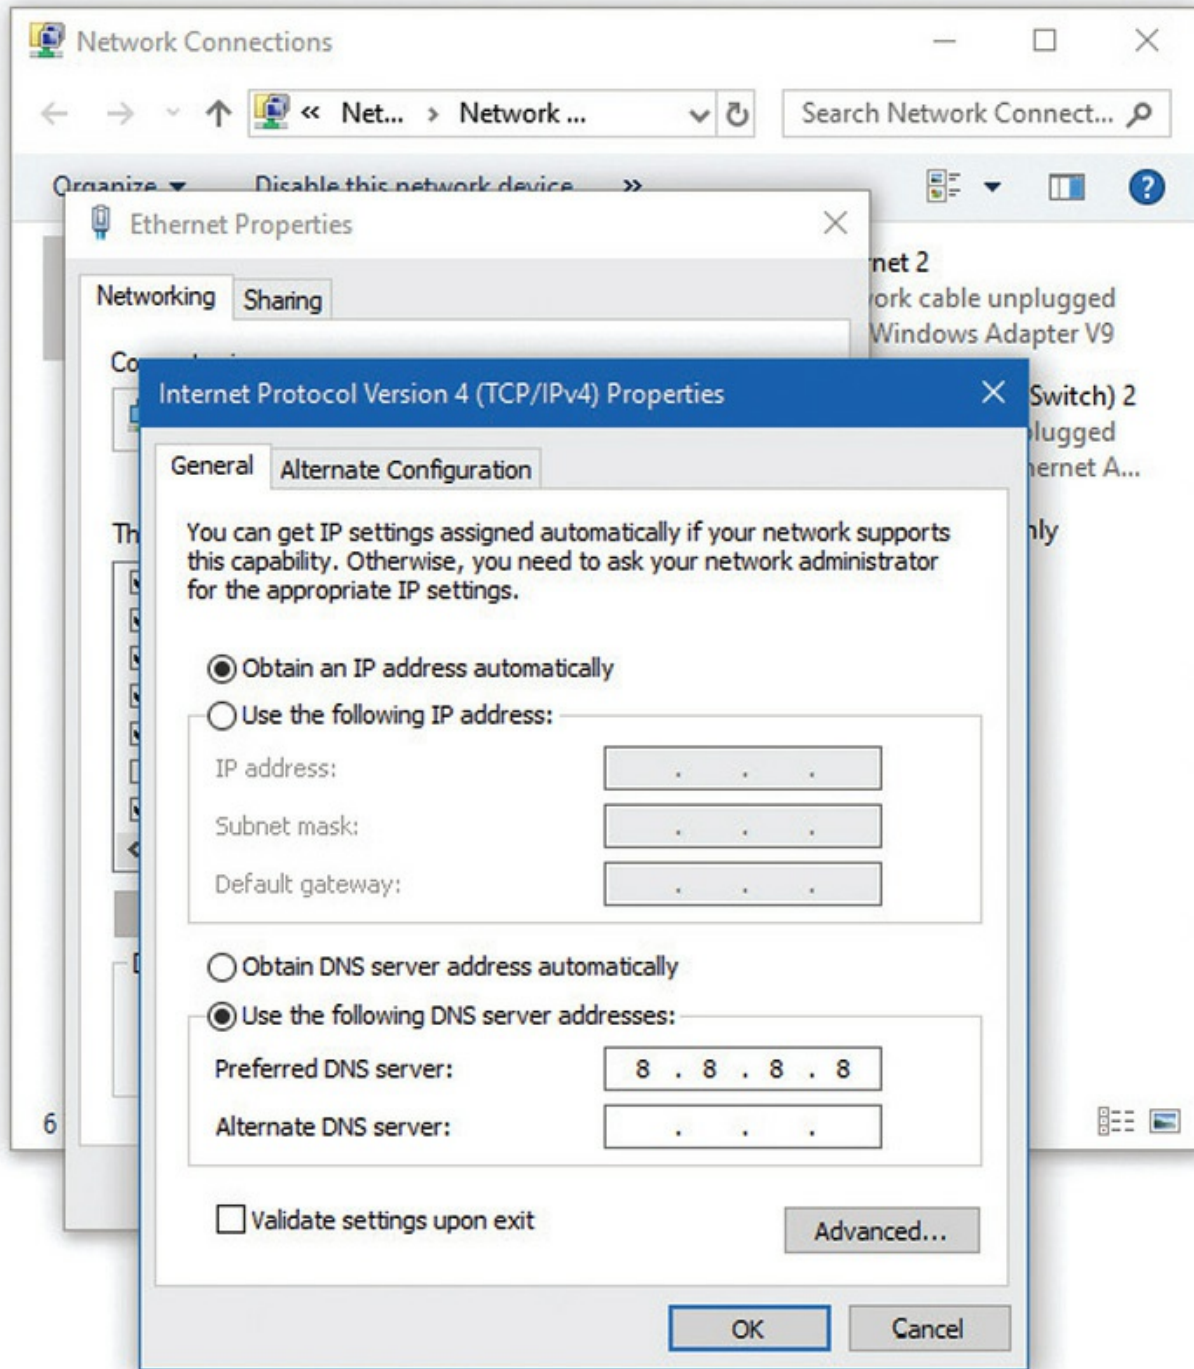 Network Connections
« Net... > Network ...
Search Network Connect...
Organize
Disable this network device
»
Ethernet Properties
Networking
Sharing
net 2
ork cable unplugged
Windows Adapter V9
Switch) 2
lugged
ernet A...
nly
Co
Th
Internet Protocol Version 4 (TCP/IPv4) Properties
General
Alternate Configuration
You can get IP settings assigned automatically if your network supports
this capability. Otherwise, you need to ask your network administrator
for the appropriate IP settings.
Obtain an IP address automatically
Use the following IP address:
IP address: . . .
Subnet mask: . . .
Default gateway: . . .
Obtain DNS server address automatically
Use the following DNS server addresses:
Preferred DNS server: 8 . 8 . 8 . 8
Alternate DNS server: . . .
Validate settings upon exit
Advanced...
OK
Cancel
6